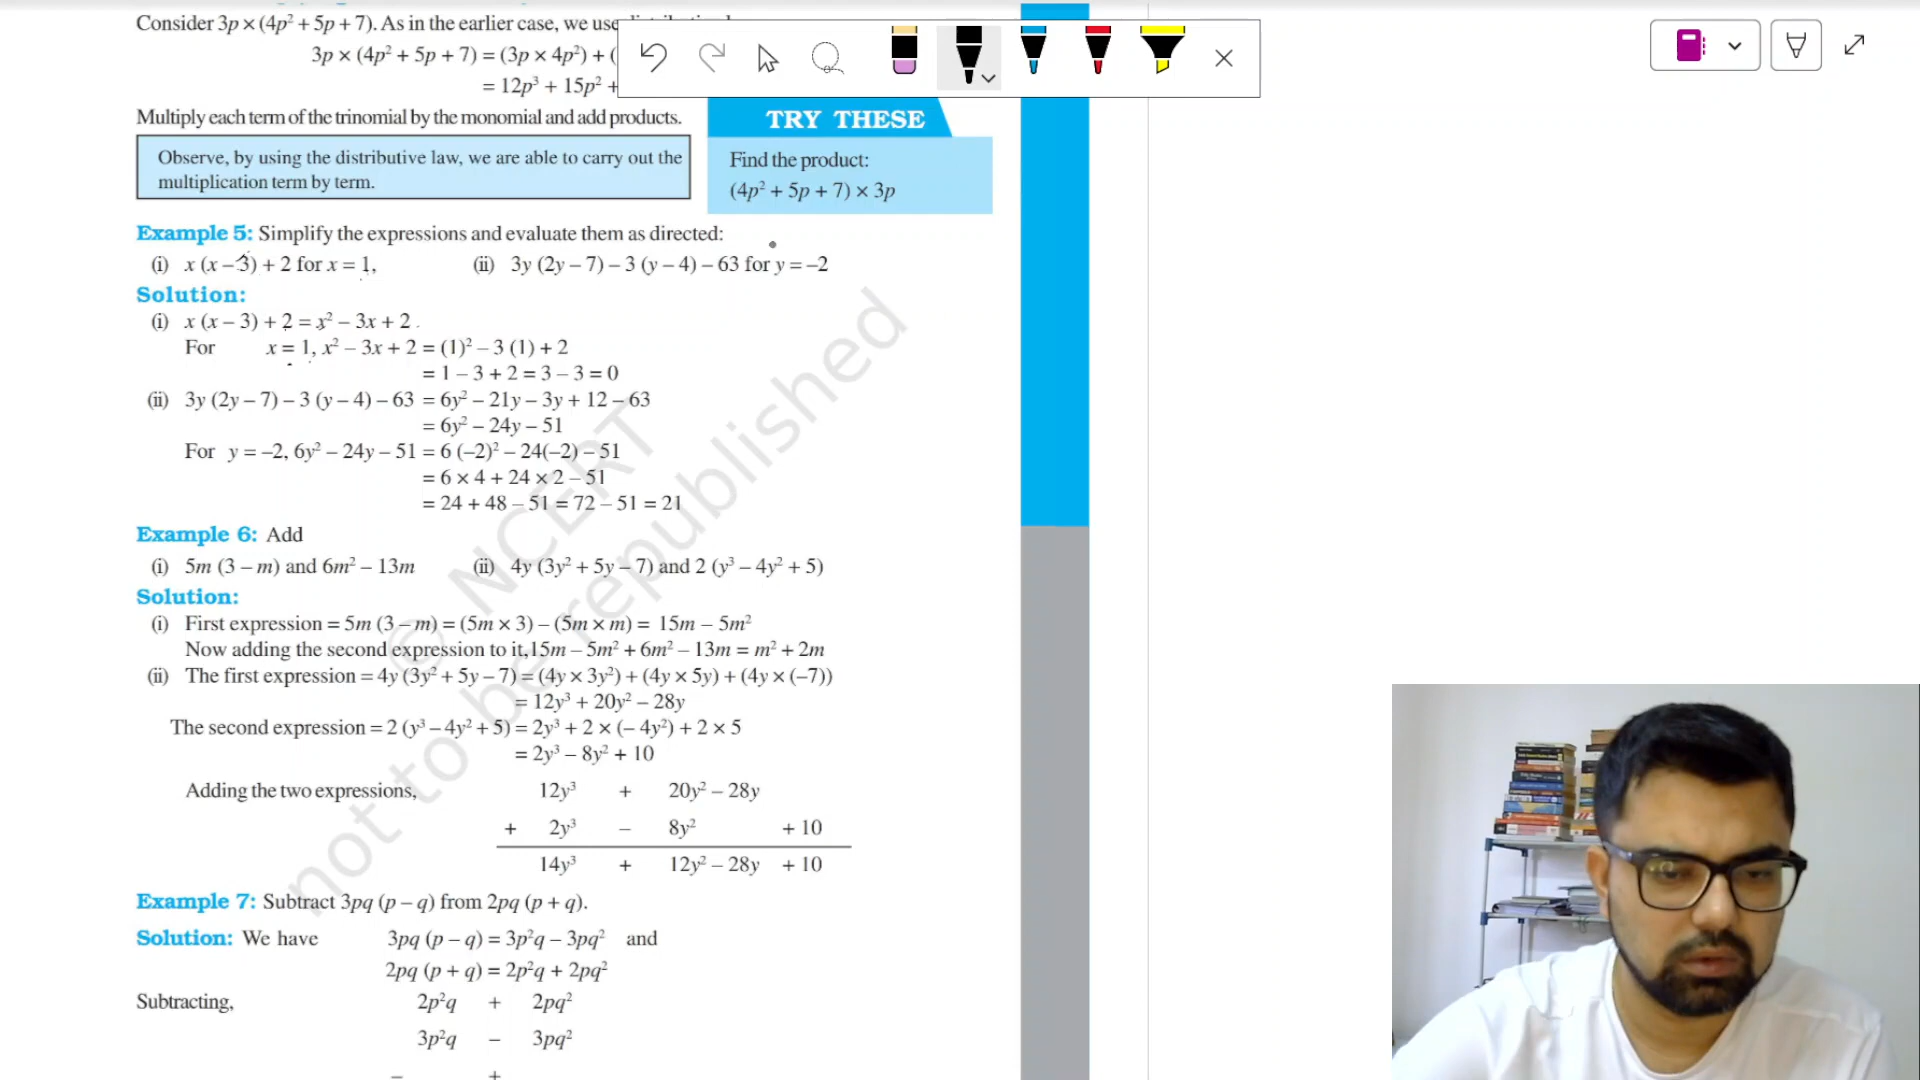 Consider 3p × (4p² + 5p + 7). As in the earlier case, we use
3p × (4p² + 5p + 7) = (3p × 4p²) + (
= 12p³ + 15p² +
Multiply each term of the trinomial by the monomial and add products.
Observe, by using the distributive law, we are able to carry out the
multiplication term by term.
TRY THESE
Find the product:
(4p² + 5p + 7) × 3p
Example 5: Simplify the expressions and evaluate them as directed:
(i) x (x – 3) + 2 for x = 1, (ii) 3y (2y – 7) – 3 (y – 4) – 63 for y = –2
Solution:
(i) x (x – 3) + 2 = x² – 3x + 2
For x = 1, x² – 3x + 2 = (1)² – 3 (1) + 2
= 1 – 3 + 2 = 3 – 3 = 0
(ii) 3y (2y – 7) – 3 (y – 4) – 63 = 6y² – 21y – 3y + 12 – 63
= 6y² – 24y – 51
For y = –2, 6y² – 24y – 51 = 6 (–2)² – 24(–2) – 51
= 6 × 4 + 24 × 2 – 51
= 24 + 48 – 51 = 72 – 51 = 21
Example 6: Add
(i) 5m (3 – m) and 6m² – 13m (ii) 4y (3y² + 5y – 7) and 2 (y³ – 4y² + 5)
Solution:
(i) First expression = 5m (3 – m) = (5m × 3) – (5m × m) = 15m – 5m²
Now adding the second expression to it, 15m – 5m² + 6m² – 13m = m² + 2m
(ii) The first expression = 4y (3y² + 5y – 7) = (4y × 3y²) + (4y × 5y) + (4y × (–7))
= 12y³ + 20y² – 28y
The second expression = 2 (y³ – 4y² + 5) = 2y³ + 2 × (– 4y²) + 2 × 5
= 2y³ – 8y² + 10
Adding the two expressions, 12y³ + 20y² – 28y
+ 2y³ – 8y² + 10
14y³ + 12y² – 28y + 10
Example 7: Subtract 3pq (p – q) from 2pq (p + q).
Solution: We have 3pq (p – q) = 3p²q – 3pq² and
2pq (p + q) = 2p²q + 2pq²
Subtracting, 2p²q + 2pq²
3p²q – 3pq²
– +
© NCERT
not to be republished